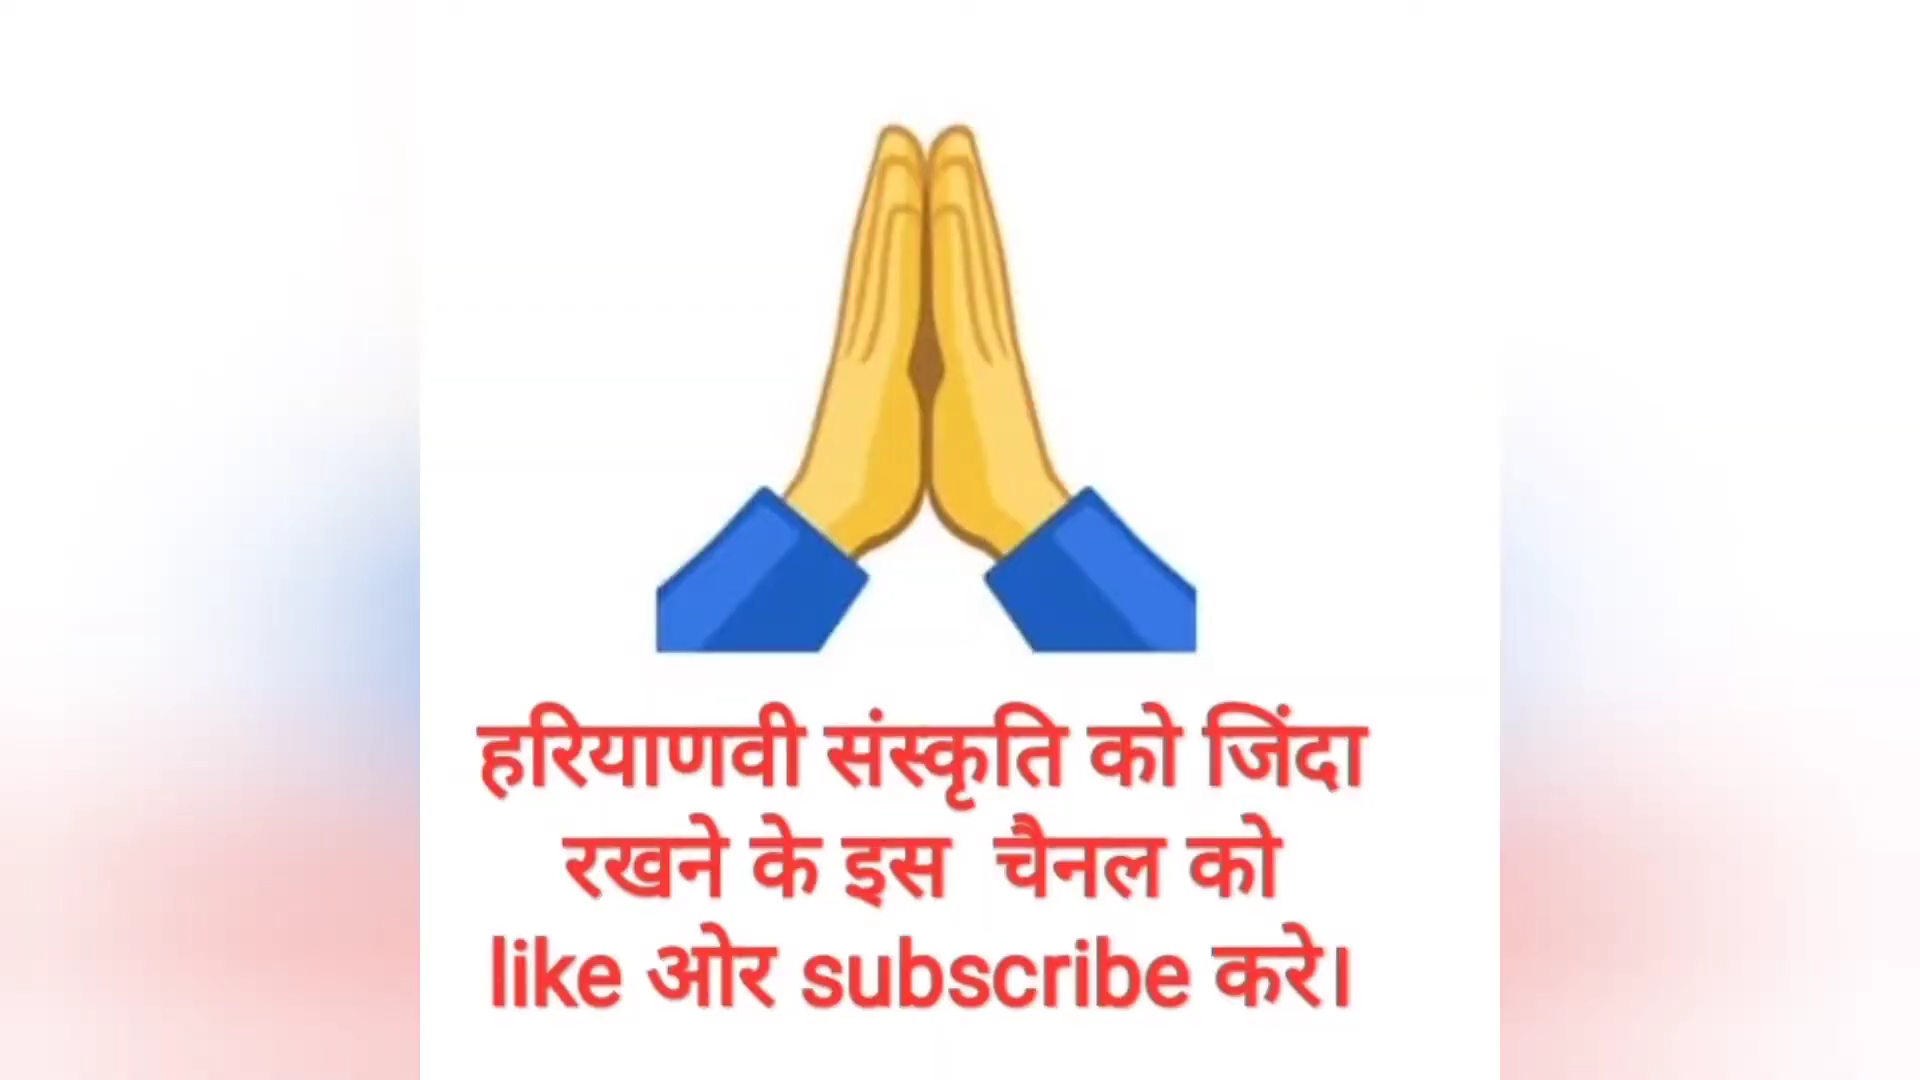 हरियाणवी संस्कृति को जिंदा
रखने के इस चैनल को
like ओर subscribe करे।